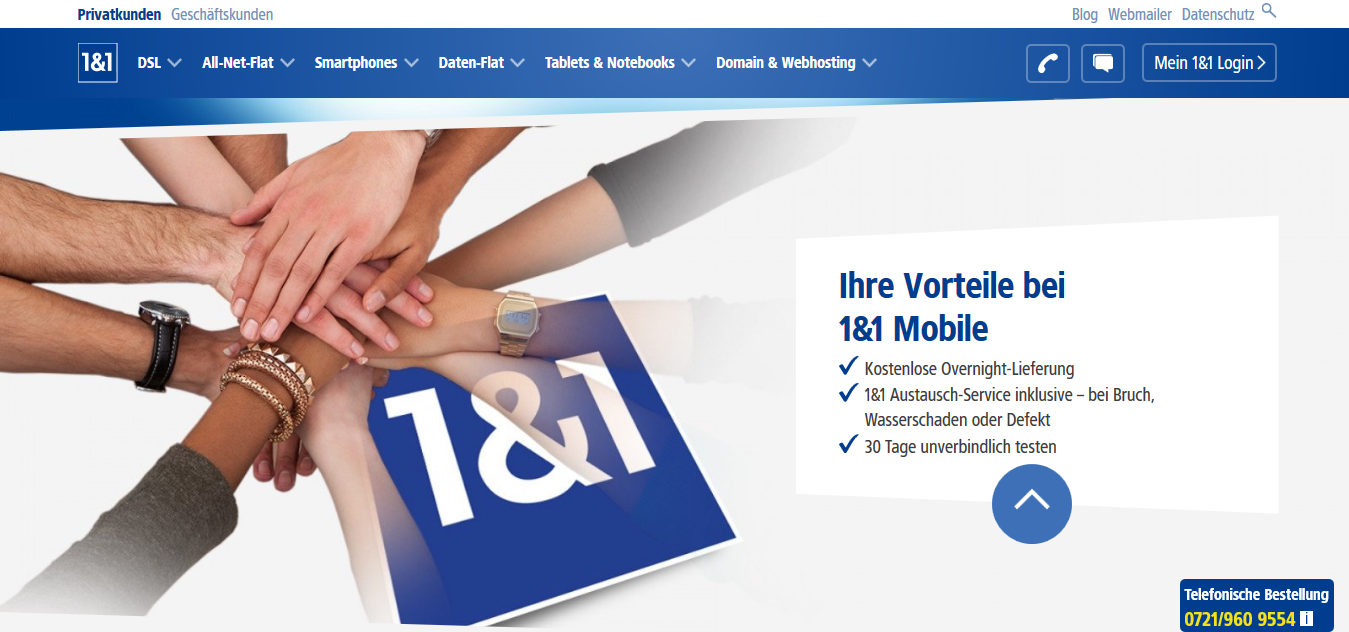 Privatkunden Geschäftskunden
Blog Webmailer Datenschutz
1&1 DSL All-Net-Flat Smartphones Daten-Flat Tablets & Notebooks Domain & Webhosting Mein 1&1 Login
Ihre Vorteile bei
1&1 Mobile
Kostenlose Overnight-Lieferung
1&1 Austausch-Service inklusive – bei Bruch,
Wasserschaden oder Defekt
30 Tage unverbindlich testen
1&1
Telefonische Bestellung
0721/960 9554 i